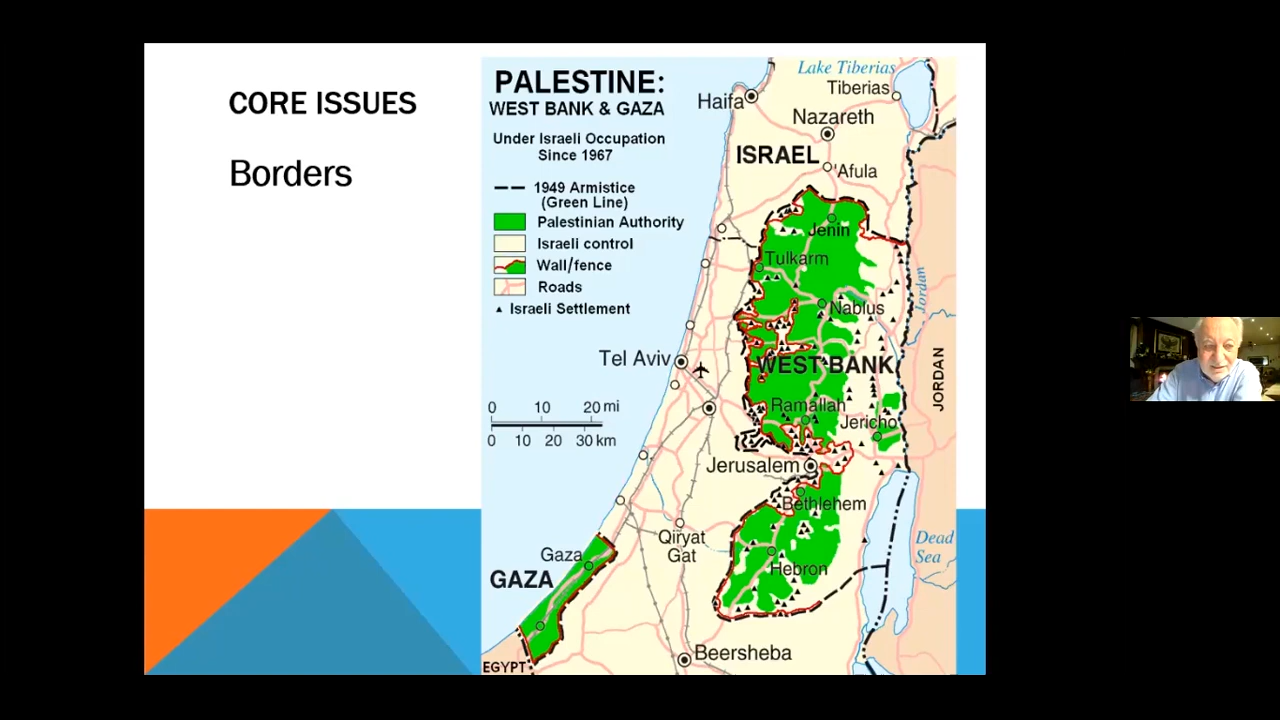 CORE ISSUES
Borders
PALESTINE:
WEST BANK & GAZA
Under Israeli Occupation
Since 1967
1949 Armistice
(Green Line)
Palestinian Authority
Israeli control
Wall/fence
Roads
Israeli Settlement
0 10 20 mi
0 10 20 30 km
Lake Tiberias
Tiberias
Haifa
Nazareth
ISRAEL
'Afula
Jenin
Tulkarm
Jordan
Nablus
Tel Aviv
WEST BANK
JORDAN
Ramallah
Jericho
Jerusalem
Bethlehem
Qiryat
Gat
Dead
Sea
Gaza
GAZA
Hebron
Beersheba
EGYPT